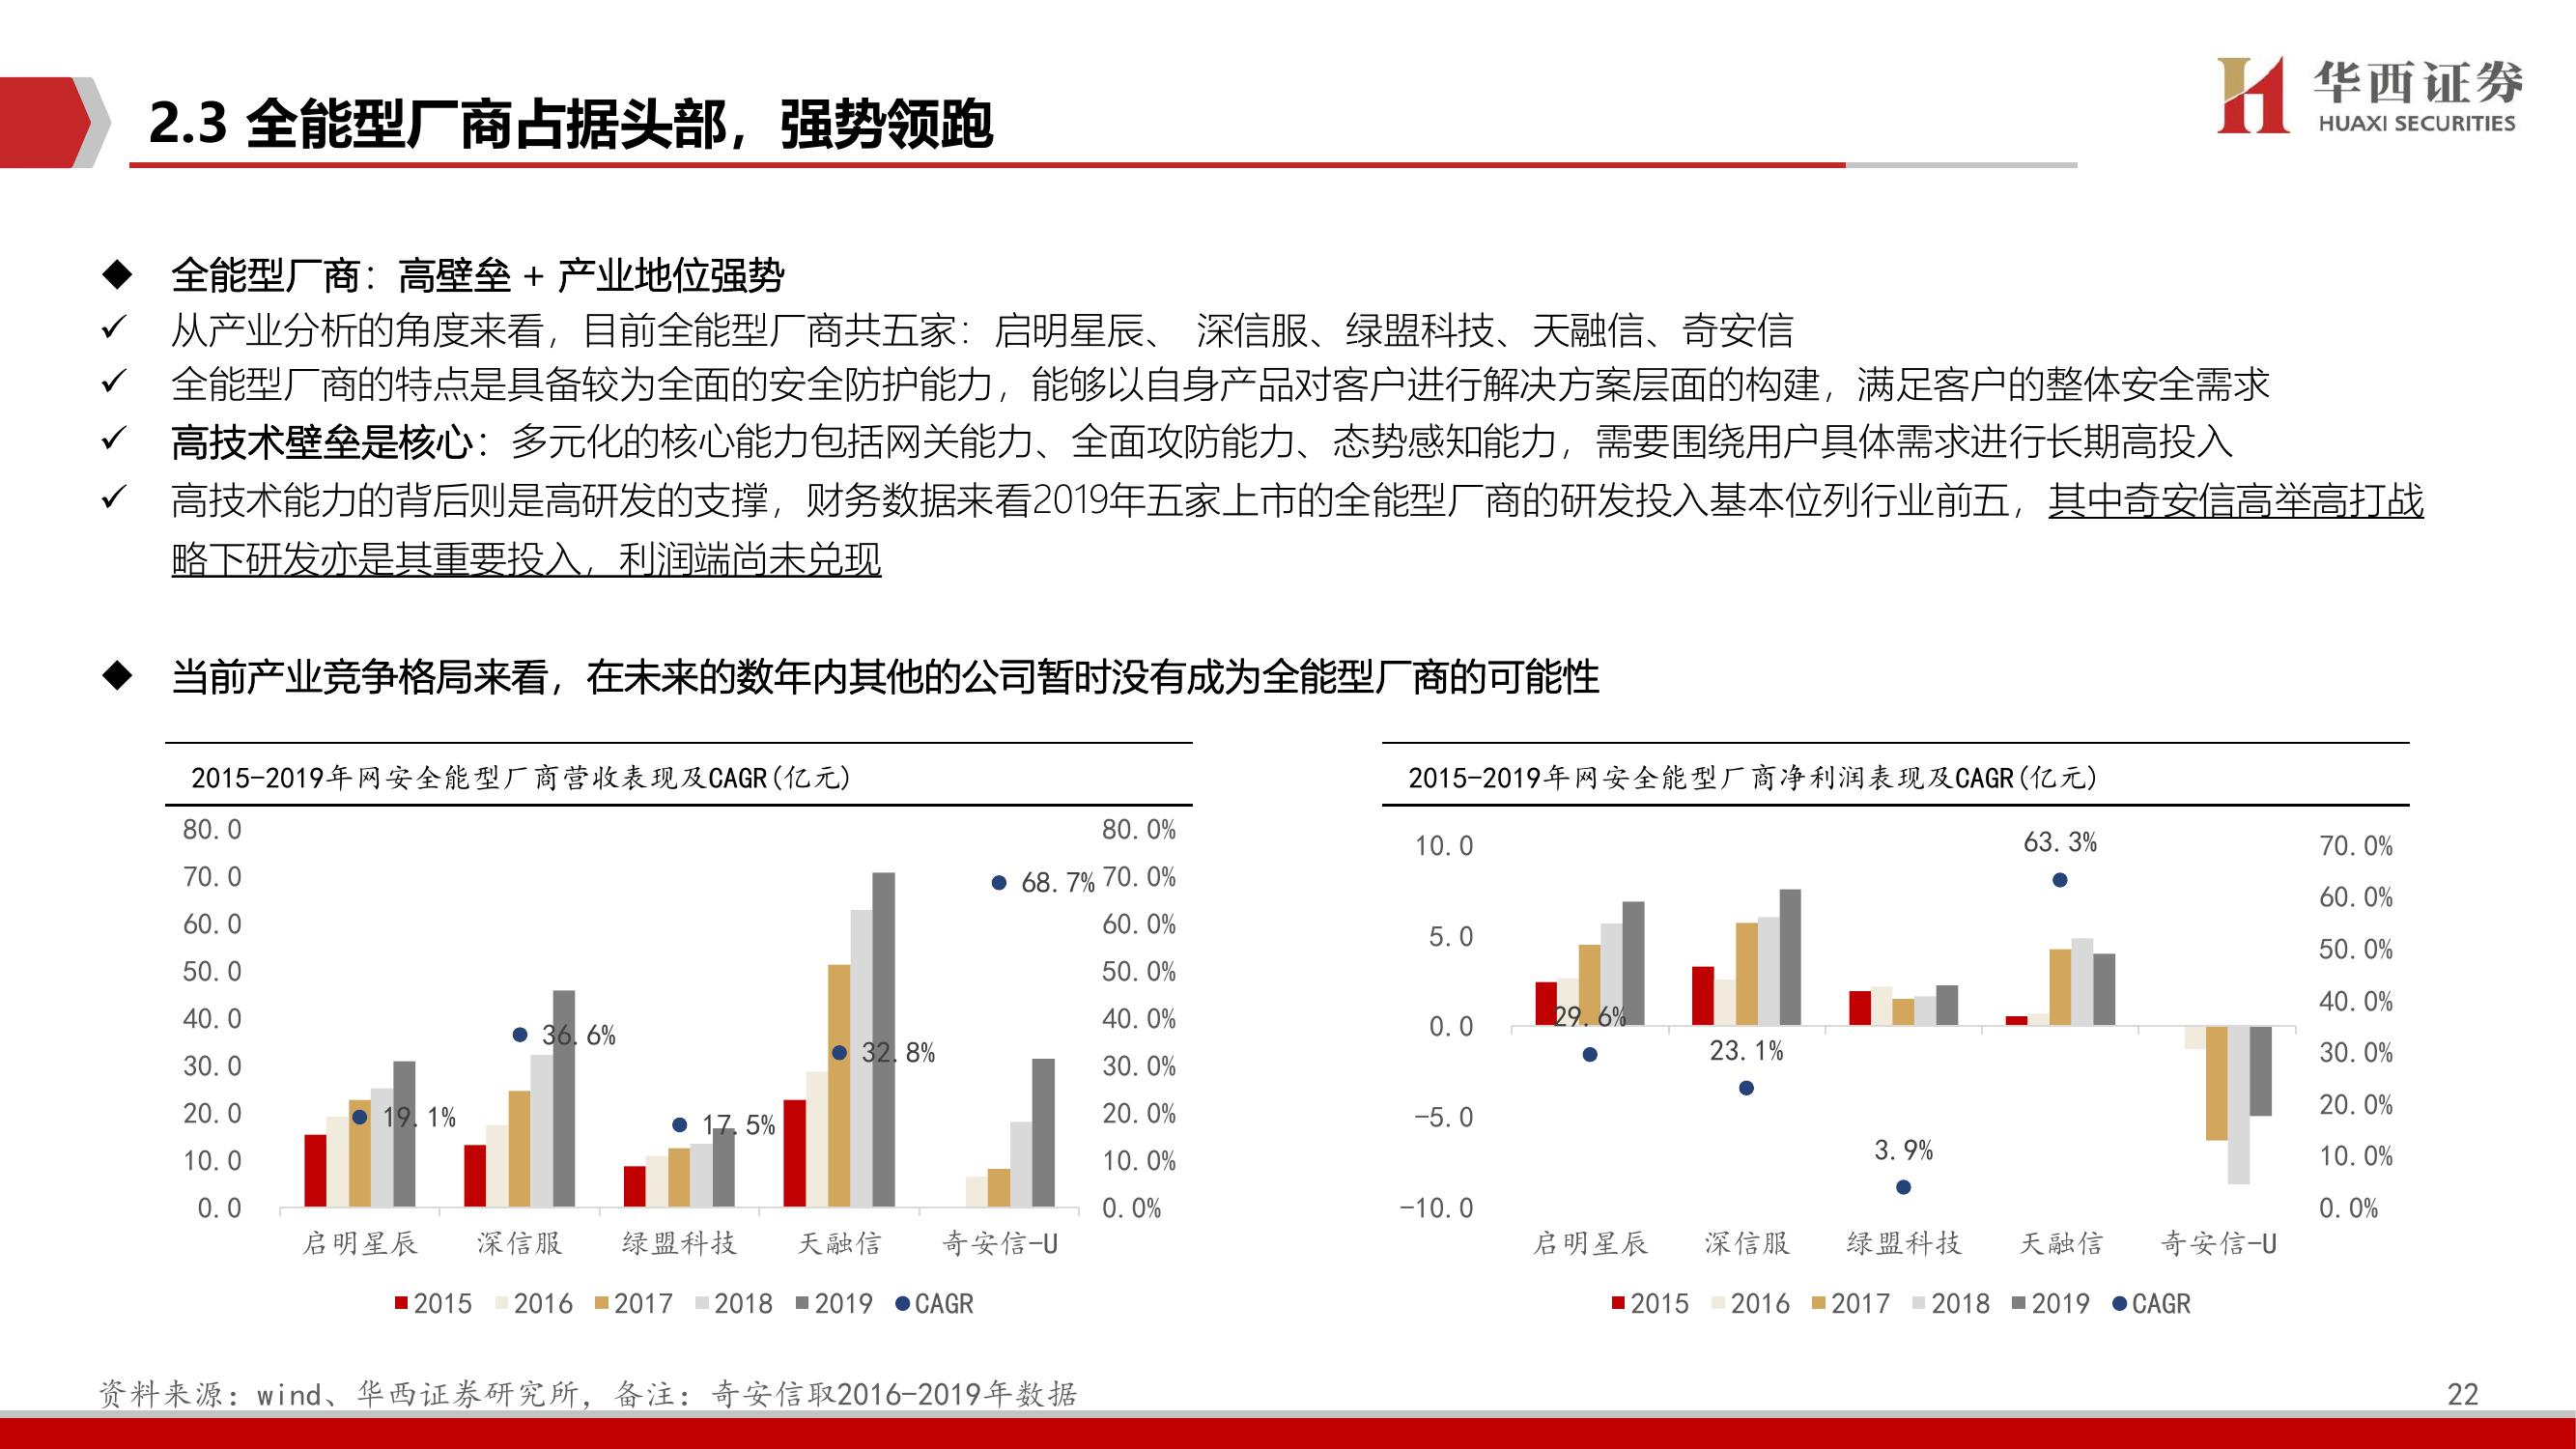 2.3 全能型厂商占据头部，强势领跑
华西证券
HUAXI SECURITIES
◆ 全能型厂商：高壁垒 + 产业地位强势
✓ 从产业分析的角度来看，目前全能型厂商共五家：启明星辰、 深信服、绿盟科技、天融信、奇安信
✓ 全能型厂商的特点是具备较为全面的安全防护能力，能够以自身产品对客户进行解决方案层面的构建，满足客户的整体安全需求
✓ 高技术壁垒是核心：多元化的核心能力包括网关能力、全面攻防能力、态势感知能力，需要围绕用户具体需求进行长期高投入
✓ 高技术能力的背后则是高研发的支撑，财务数据来看2019年五家上市的全能型厂商的研发投入基本位列行业前五，其中奇安信高举高打战
略下研发亦是其重要投入，利润端尚未兑现
◆ 当前产业竞争格局来看，在未来的数年内其他的公司暂时没有成为全能型厂商的可能性
2015-2019年网安全能型厂商营收表现及CAGR(亿元)
80.0
70.0
60.0
50.0
40.0
30.0
20.0
10.0
0.0
19.1%
36.6%
17.5%
32.8%
68.7%
80.0%
70.0%
60.0%
50.0%
40.0%
30.0%
20.0%
10.0%
0.0%
启明星辰 深信服 绿盟科技 天融信 奇安信-U
2015 2016 2017 2018 2019 CAGR
2015-2019年网安全能型厂商净利润表现及CAGR(亿元)
10.0
5.0
0.0
-5.0
-10.0
29.6%
23.1%
3.9%
63.3%
70.0%
60.0%
50.0%
40.0%
30.0%
20.0%
10.0%
0.0%
启明星辰 深信服 绿盟科技 天融信 奇安信-U
2015 2016 2017 2018 2019 CAGR
资料来源：wind、华西证券研究所，备注：奇安信取2016-2019年数据
22